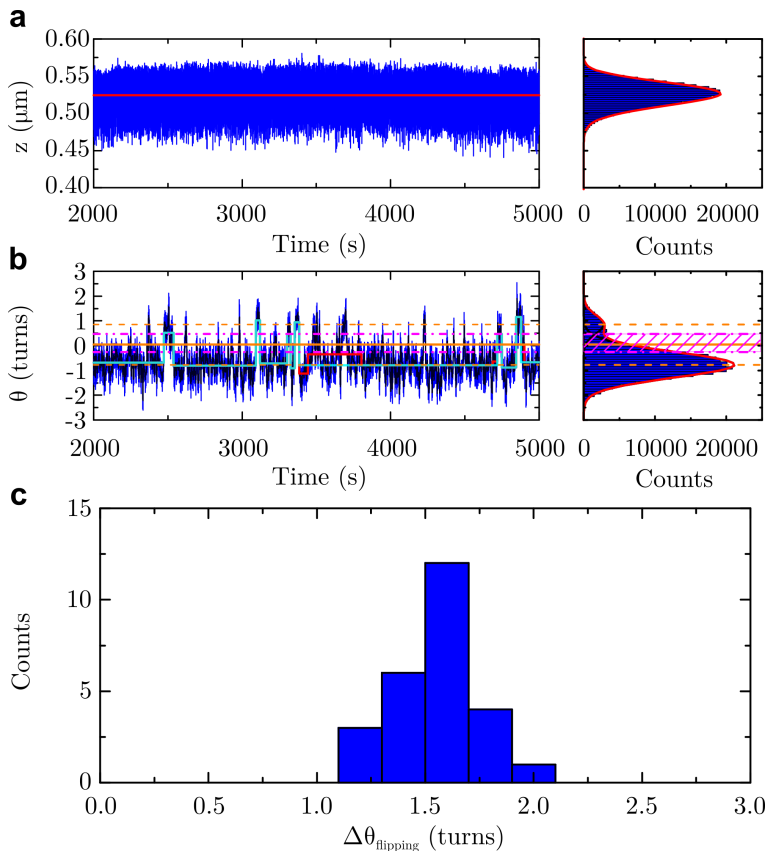 a
0.60
0.55
0.50
0.45
0.40
z (μm)
2000 3000 4000 5000
Time (s)
0 10000 20000
Counts
b
3
2
1
0
-1
-2
-3
θ (turns)
2000 3000 4000 5000
Time (s)
0 10000 20000
Counts
c
15
10
5
0
Counts
0.0 0.5 1.0 1.5 2.0 2.5 3.0
Δθflipping (turns)